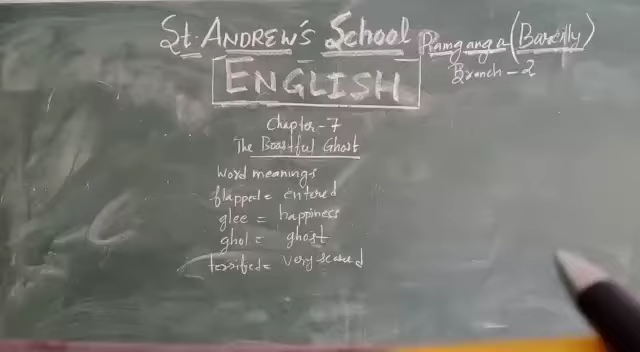 St. ANDREW'S School Ramganga (Bareilly)
Branch-2
ENGLISH
Chapter-7
The Boastful Ghost
Word meanings
flapped = entered
glee = happiness
ghol = ghost
terrified = very scared